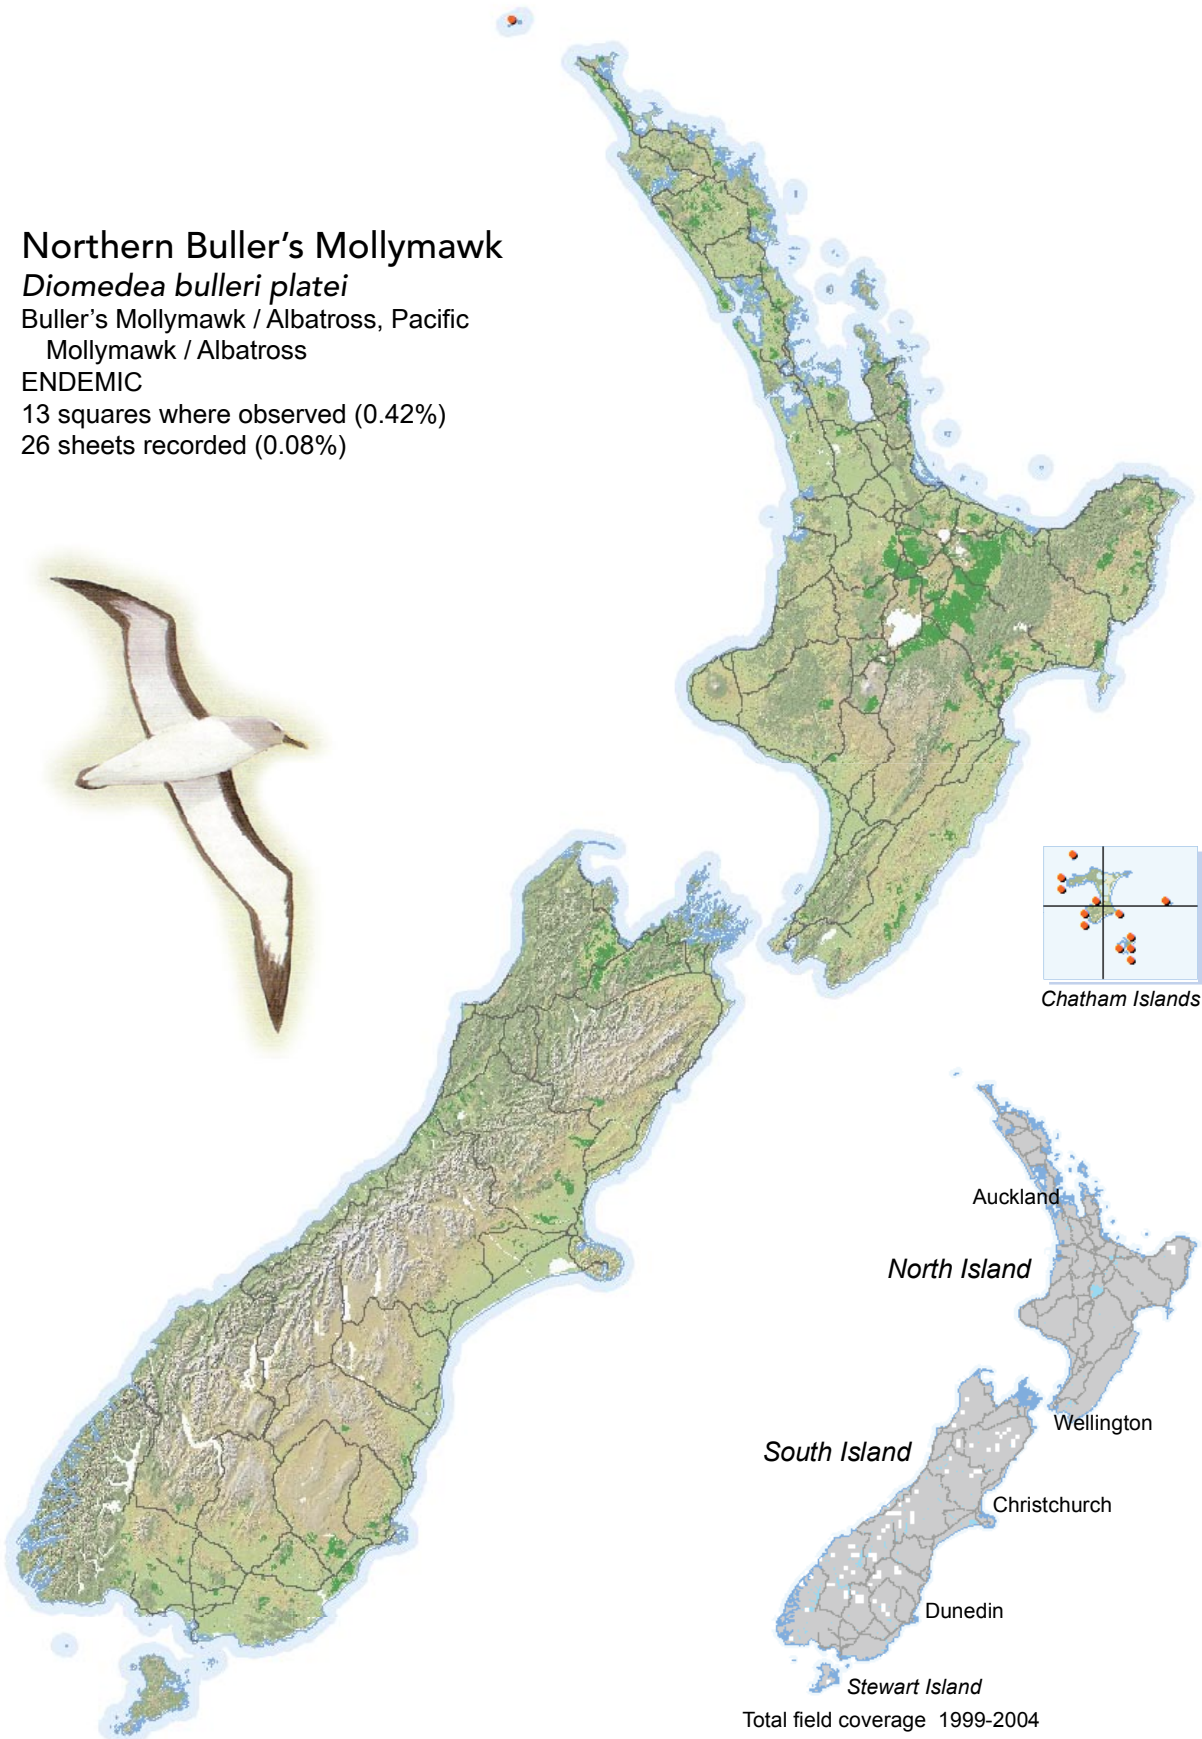 Northern Buller's Mollymawk
Diomedea bulleri platei
Buller's Mollymawk / Albatross, Pacific
Mollymawk / Albatross
ENDEMIC
13 squares where observed (0.42%)
26 sheets recorded (0.08%)
Chatham Islands
Auckland
North Island
Wellington
South Island
Christchurch
Dunedin
Stewart Island
Total field coverage 1999-2004